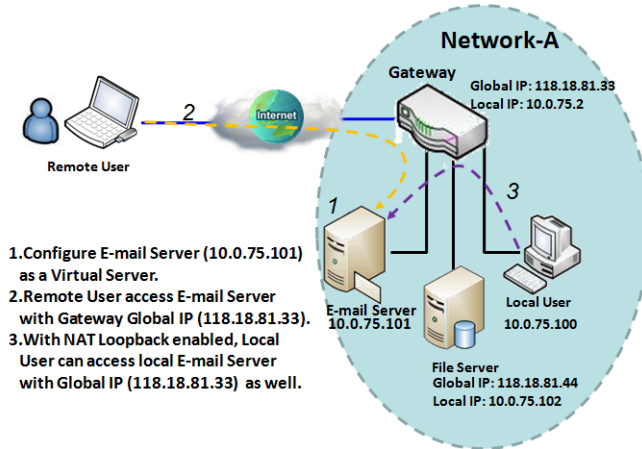 Network-A
Gateway
Global IP: 118.18.81.33
Local IP: 10.0.75.2
2
Internet
Remote User
1
3
E-mail Server
10.0.75.101
Local User
10.0.75.100
File Server
Global IP: 118.18.81.44
Local IP: 10.0.75.102
1.Configure E-mail Server (10.0.75.101)
as a Virtual Server.
2.Remote User access E-mail Server
with Gateway Global IP (118.18.81.33).
3.With NAT Loopback enabled, Local
User can access local E-mail Server
with Global IP (118.18.81.33) as well.